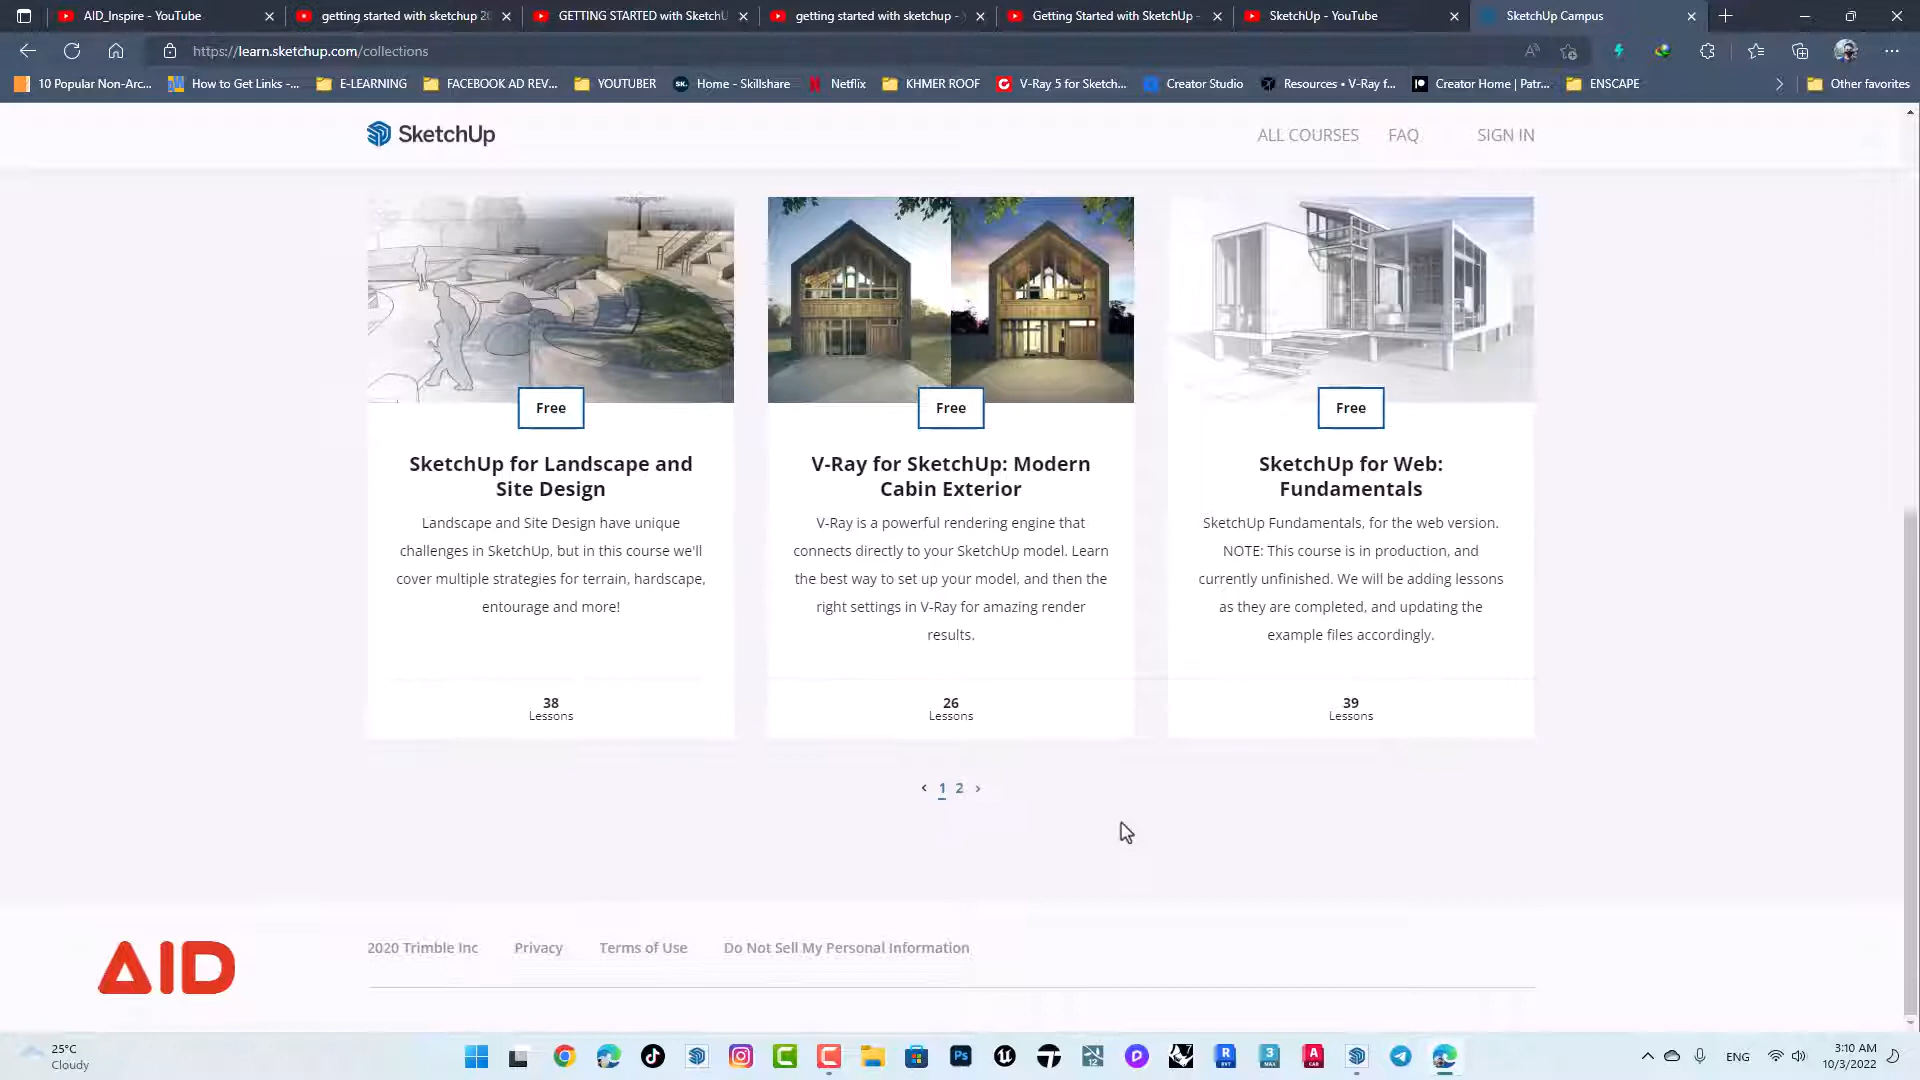 AID_Inspire - YouTube
getting started with sketchup 20
GETTING STARTED with SketchU
getting started with sketchup -
Getting Started with SketchUp -
SketchUp - YouTube
SketchUp Campus
https://learn.sketchup.com/collections
10 Popular Non-Arc...
How to Get Links -...
E-LEARNING
FACEBOOK AD REV...
YOUTUBER
Home - Skillshare
Netflix
KHMER ROOF
V-Ray 5 for Sketch...
Creator Studio
Resources • V-Ray f...
Creator Home | Patr...
ENSCAPE
Other favorites
SketchUp
ALL COURSES
FAQ
SIGN IN
Free
SketchUp for Landscape and
Site Design
Landscape and Site Design have unique
challenges in SketchUp, but in this course we'll
cover multiple strategies for terrain, hardscape,
entourage and more!
38
Lessons
Free
V-Ray for SketchUp: Modern
Cabin Exterior
V-Ray is a powerful rendering engine that
connects directly to your SketchUp model. Learn
the best way to set up your model, and then the
right settings in V-Ray for amazing render
results.
26
Lessons
Free
SketchUp for Web:
Fundamentals
SketchUp Fundamentals, for the web version.
NOTE: This course is in production, and
currently unfinished. We will be adding lessons
as they are completed, and updating the
example files accordingly.
39
Lessons
‹ 1 2 ›
AID
2020 Trimble Inc
Privacy
Terms of Use
Do Not Sell My Personal Information
25°C
Cloudy
ENG
3:10 AM
10/3/2022